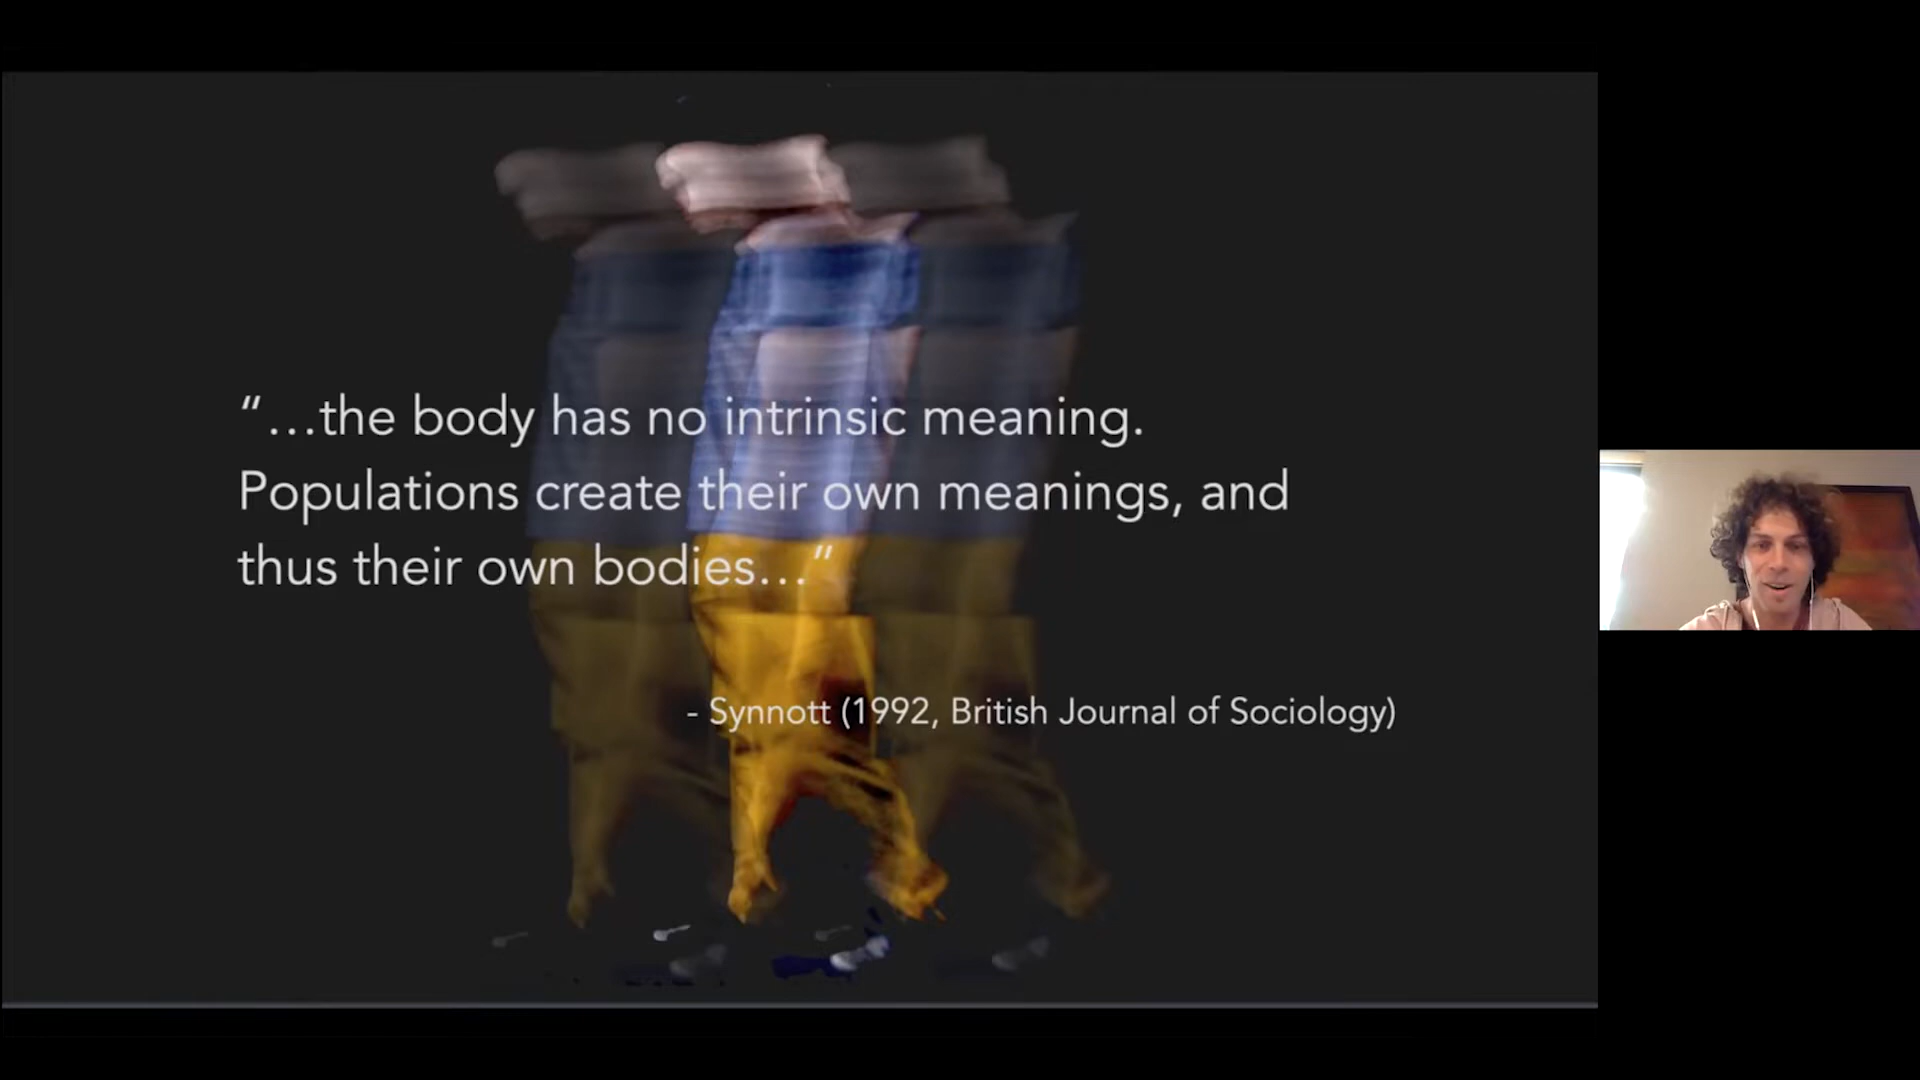 “…the body has no intrinsic meaning.
Populations create their own meanings, and
thus their own bodies…”
- Synnott (1992, British Journal of Sociology)